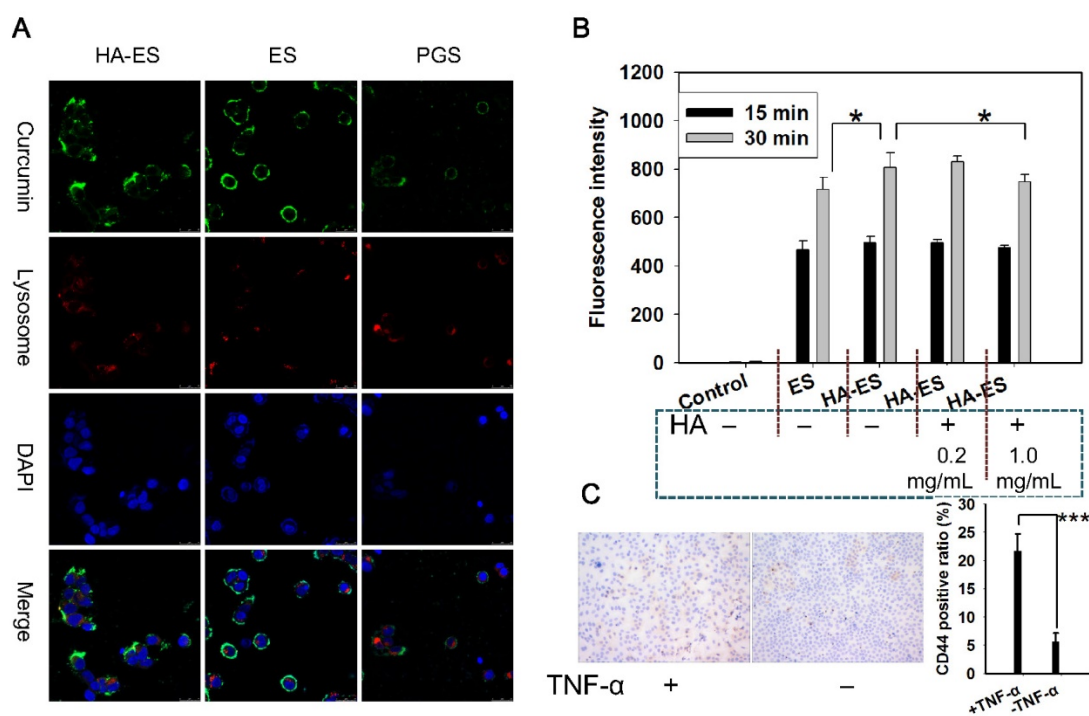 A
HA-ES ES PGS
Curcumin
Lysosome
DAPI
Merge
B
Fluorescence intensity
1200
1000
800
600
400
200
0
15 min
30 min
*
*
Control ES HA-ES HA-ES HA-ES
HA – – – + +
0.2 1.0
mg/mL mg/mL
C
TNF-α + –
CD44 positive ratio (%)
30
25
20
15
10
5
0
***
+TNF-α -TNF-α